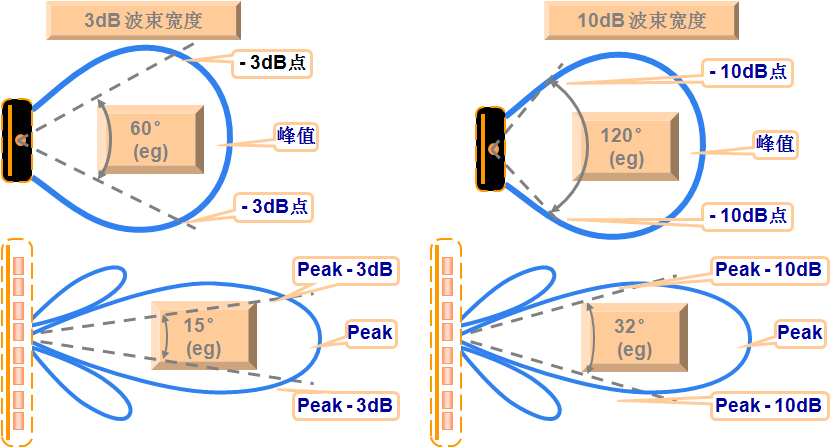 3dB 波束宽度
10dB 波束宽度
- 3dB点
60°
(eg)
峰值
- 3dB点
- 10dB点
120°
(eg)
峰值
- 10dB点
Peak - 3dB
15°
(eg)
Peak
Peak - 3dB
Peak - 10dB
32°
(eg)
Peak
Peak - 10dB